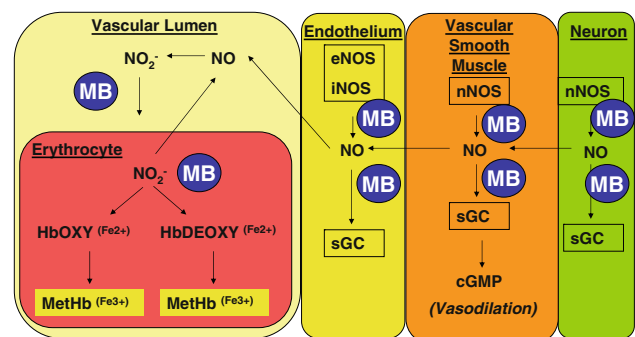 Vascular Lumen
NO2- NO
MB
Erythrocyte
NO2- MB
HbOXY (Fe2+) HbDEOXY (Fe2+)
MetHb (Fe3+) MetHb (Fe3+)
Endothelium
eNOS
iNOS
MB
NO
MB
sGC
Vascular
Smooth
Muscle
nNOS
MB
NO
MB
sGC
cGMP
(Vasodilation)
Neuron
nNOS
MB
NO
MB
sGC